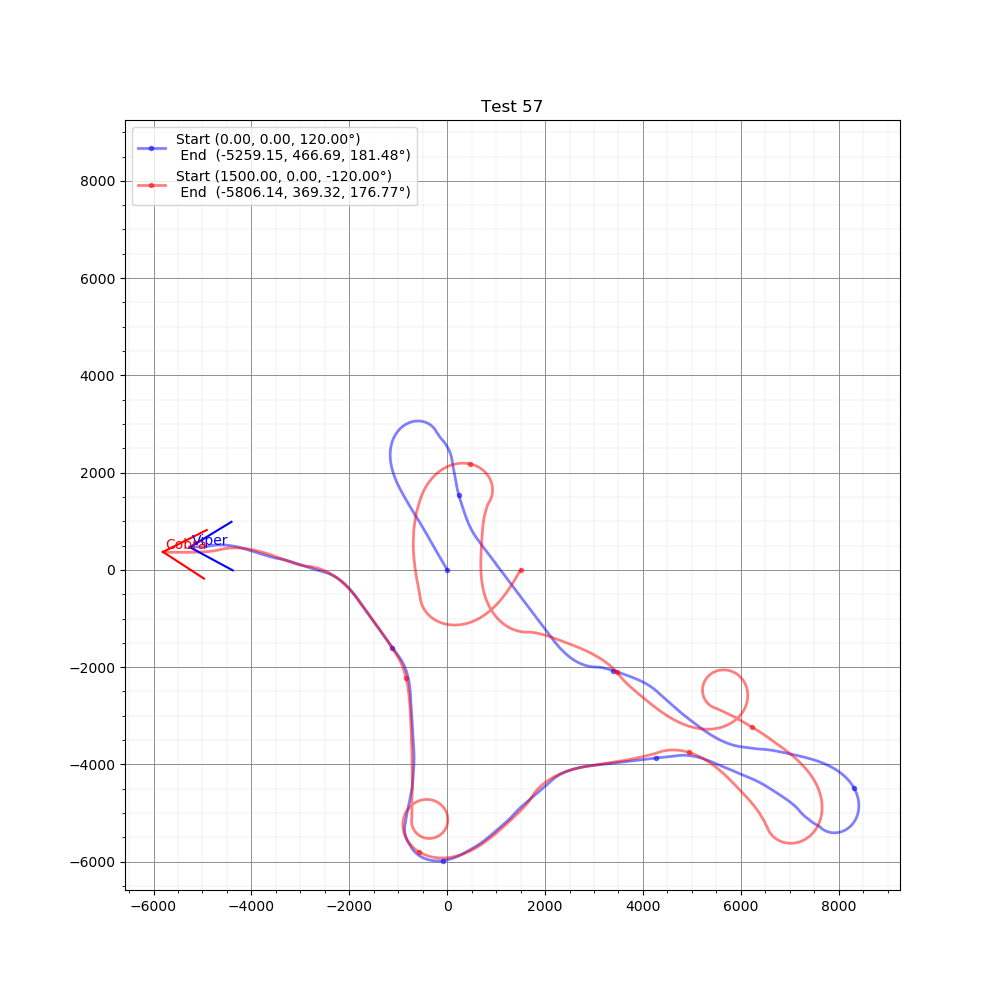 Test 57
Start (0.00, 0.00, 120.00°)
End (-5259.15, 466.69, 181.48°)
Start (1500.00, 0.00, -120.00°)
End (-5806.14, 369.32, 176.77°)
8000
6000
4000
2000
0
−2000
−4000
−6000
Cobra
Viper
−6000 −4000 −2000 0 2000 4000 6000 8000